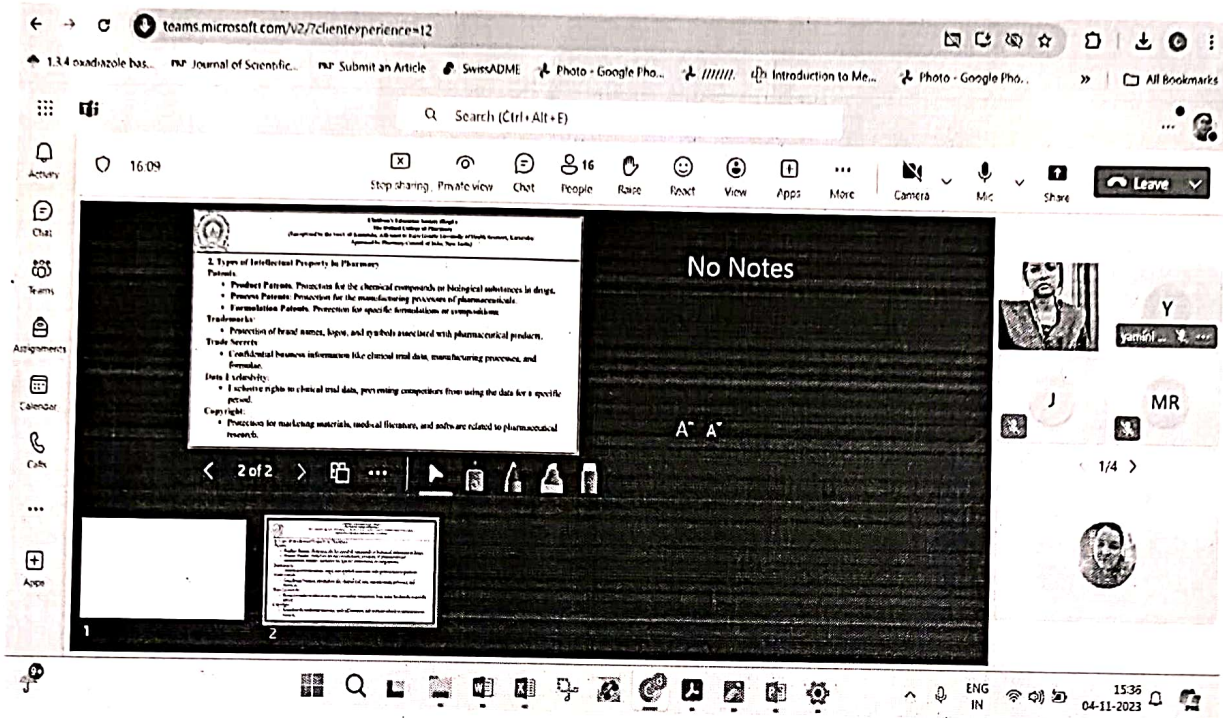 teams.microsoft.com/v2/?clientexperience=12
1.3.4 oxadiazole bas... Journal of Scientific... Submit an Article SwissADME Photo - Google Pho... ///////. Introduction to Me... Photo - Google Pho... » All Bookmarks
Search (Ctrl+Alt+E)
Activity
Chat
Teams
Assignments
Calendar
Calls
Apps
16:09
Stop sharing Private view Chat 16 People Raise React View Apps More Camera Mic Share Leave
The Oxford College of Pharmacy
2. Types of Intellectual Property in Pharmacy
Patents
• Product Patents: Protection for the chemical compounds or biological substances in drugs.
• Process Patents: Protection for the manufacturing processes of pharmaceuticals.
• Formulation Patents: Protection for specific formulations or compositions.
Trademarks:
• Protection of brand names, logos, and symbols associated with pharmaceutical products.
Trade Secrets
• Confidential business information like clinical trial data, manufacturing processes, and
formulae.
Data Exclusivity:
• Exclusive rights to clinical trial data, preventing competitors from using the data for a specific
period.
Copyright:
• Protection for marketing materials, medical literature, and software related to pharmaceutical
research.
2 of 2
1
2
No Notes
A- A+
Y
yamini ...
J
MR
1/4
9+
ENG
IN
15:36
04-11-2023